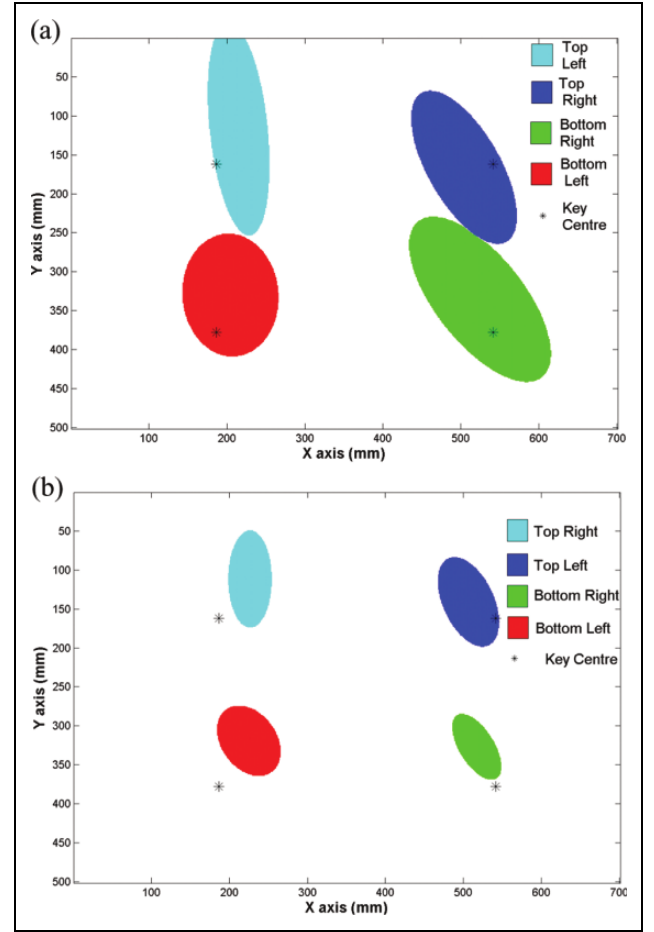 (a)
Top
Left
Top
Right
Bottom
Right
Bottom
Left
* Key
Centre
50
100
150
200
250
300
350
400
450
500
Y axis (mm)
100 200 300 400 500 600 700
X axis (mm)
(b)
Top Right
Top Left
Bottom Right
Bottom Left
* Key Centre
50
100
150
200
250
300
350
400
450
500
Y axis (mm)
100 200 300 400 500 600 700
X axis (mm)